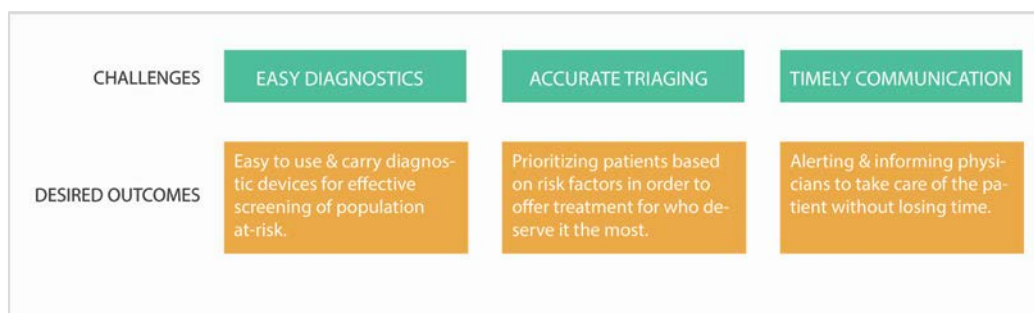 CHALLENGES
EASY DIAGNOSTICS
ACCURATE TRIAGING
TIMELY COMMUNICATION
DESIRED OUTCOMES
Easy to use & carry diagnos-
tic devices for effective
screening of population
at-risk.
Prioritizing patients based
on risk factors in order to
offer treatment for who de-
serve it the most.
Alerting & informing physi-
cians to take care of the pa-
tient without losing time.